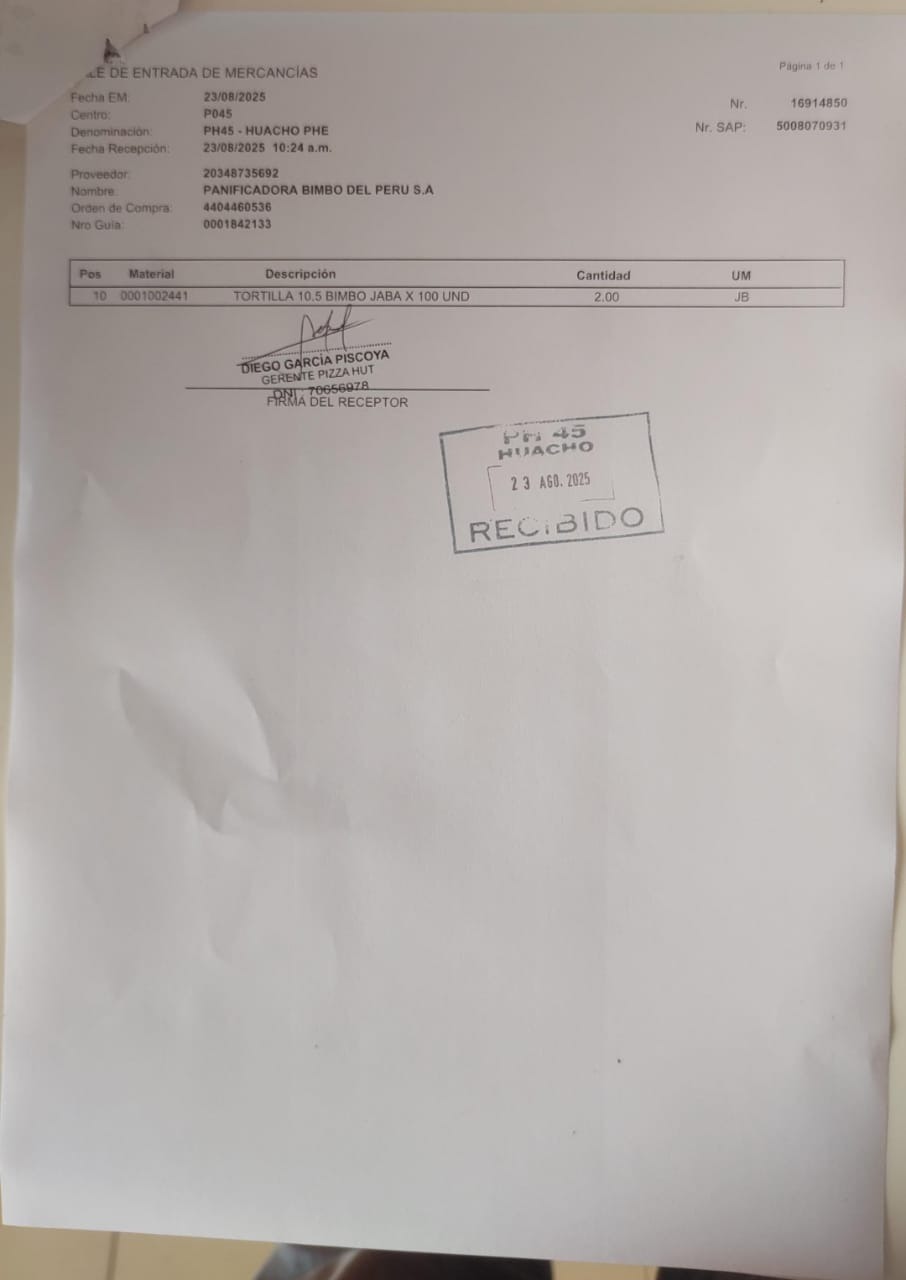 LE DE ENTRADA DE MERCANCÍAS
Página 1 de 1
Fecha EM: 23/08/2025
Nr. 16914850
Centro: P045
Nr. SAP: 5008070931
Denominación: PH45 - HUACHO PHE
Fecha Recepción: 23/08/2025 10:24 a.m.
Proveedor: 20348735692
Nombre: PANIFICADORA BIMBO DEL PERU S.A
Orden de Compra: 4404460536
Nro Guía: 0001842133
Pos Material Descripción Cantidad UM
10 0001002441 TORTILLA 10.5 BIMBO JABA X 100 UND 2.00 JB
DIEGO GARCÍA PISCOYA
GERENTE PIZZA HUT
DNI: 70656978
FIRMA DEL RECEPTOR
PH 45
HUACHO
23 AGO. 2025
RECIBIDO